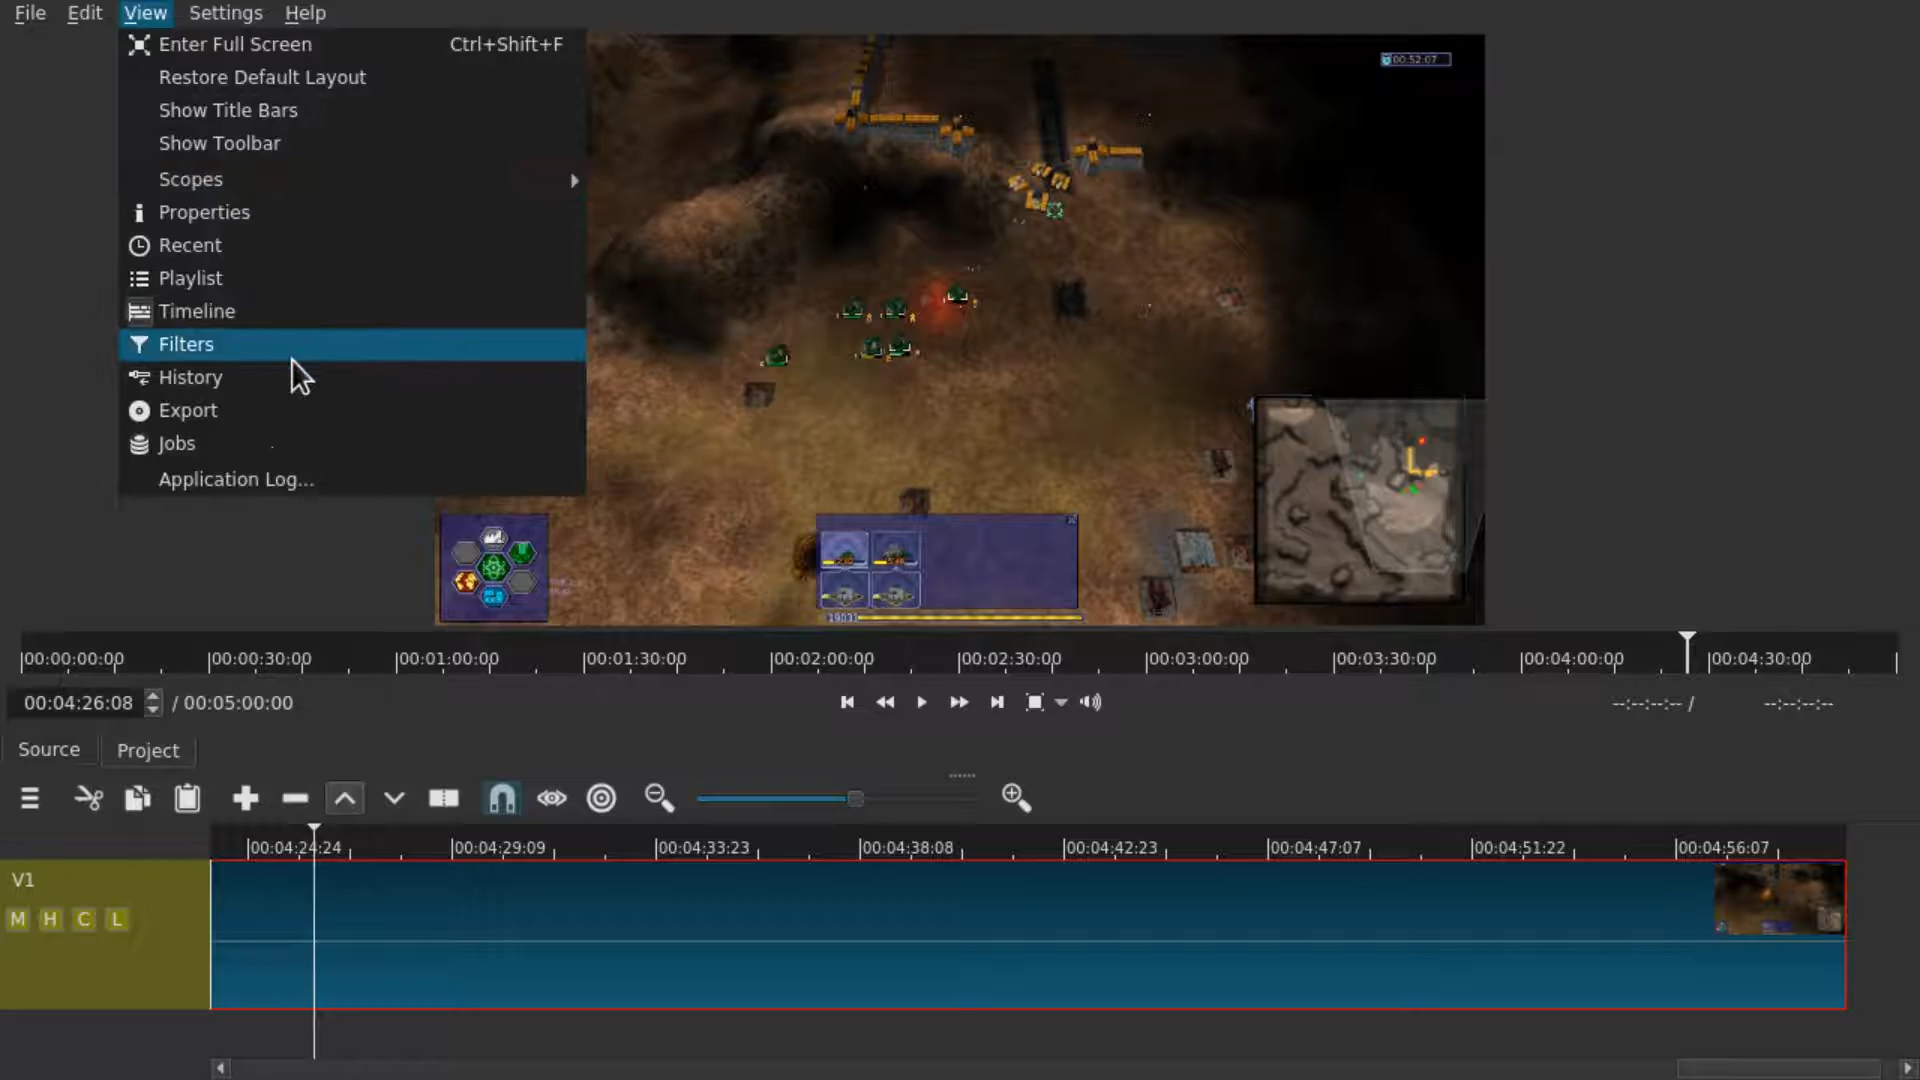 File Edit View Settings Help
Enter Full Screen Ctrl+Shift+F
Restore Default Layout
Show Title Bars
Show Toolbar
Scopes
Properties
Recent
Playlist
Timeline
Filters
History
Export
Jobs
Application Log...
00:52:07
00:00:00:00 00:00:30:00 00:01:00:00 00:01:30:00 00:02:00:00 00:02:30:00 00:03:00:00 00:03:30:00 00:04:00:00 00:04:30:00
00:04:26:08 / 00:05:00:00 --:--:--:-- / --:--:--:--
Source Project
00:04:24:24 00:04:29:09 00:04:33:23 00:04:38:08 00:04:42:23 00:04:47:07 00:04:51:22 00:04:56:07
V1
M H C L